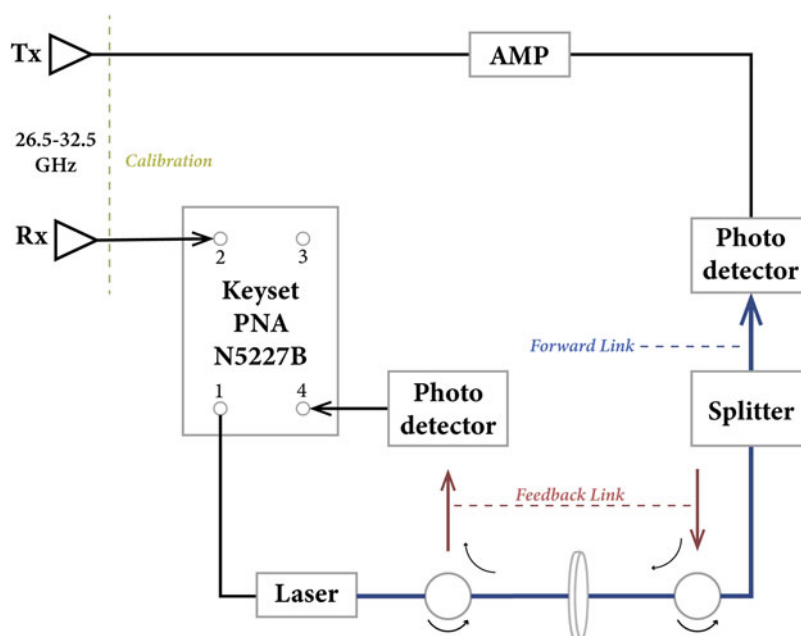 Tx
AMP
26.5-32.5
GHz
Calibration
Rx
2
3
Keyset
PNA
N5227B
1
4
Photo
detector
Photo
detector
Forward Link
Splitter
Feedback Link
Laser